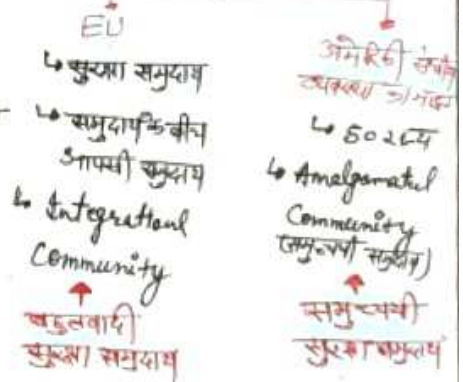 EU
↳ सुरक्षा समुदाय
↳ समुदाय के बीच
आपसी समुदाय
↳ Integrational
Community
बहुलवादी
सुरक्षा समुदाय
अमेरिकी संघीय
व्यवस्था का मॉडल
↳ 50 राज्य
↳ Amalgamated
Community
(समुच्चयी समुदाय)
समुच्चयी
सुरक्षा समुदाय